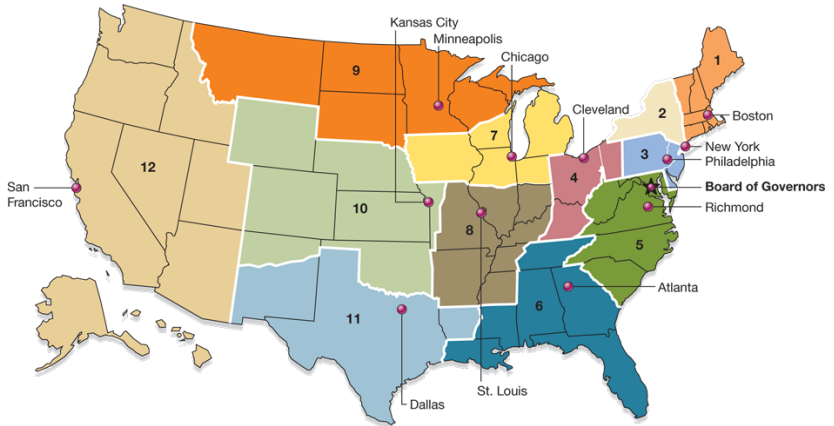 Kansas City
Minneapolis
Chicago
1
9
Cleveland
2
Boston
7
New York
3
Philadelphia
12
4
San
Francisco
Board of Governors
10
Richmond
8
5
Atlanta
6
11
St. Louis
Dallas